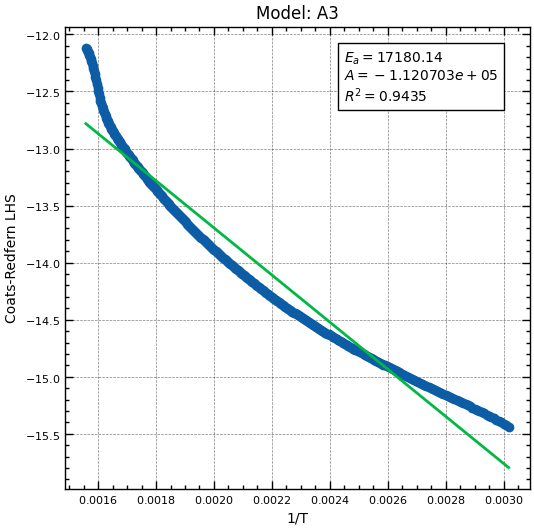 Model: A3
E_a = 17180.14
A = −1.120703e + 05
R² = 0.9435
Coats-Redfern LHS
−12.0
−12.5
−13.0
−13.5
−14.0
−14.5
−15.0
−15.5
0.0016 0.0018 0.0020 0.0022 0.0024 0.0026 0.0028 0.0030
1/T